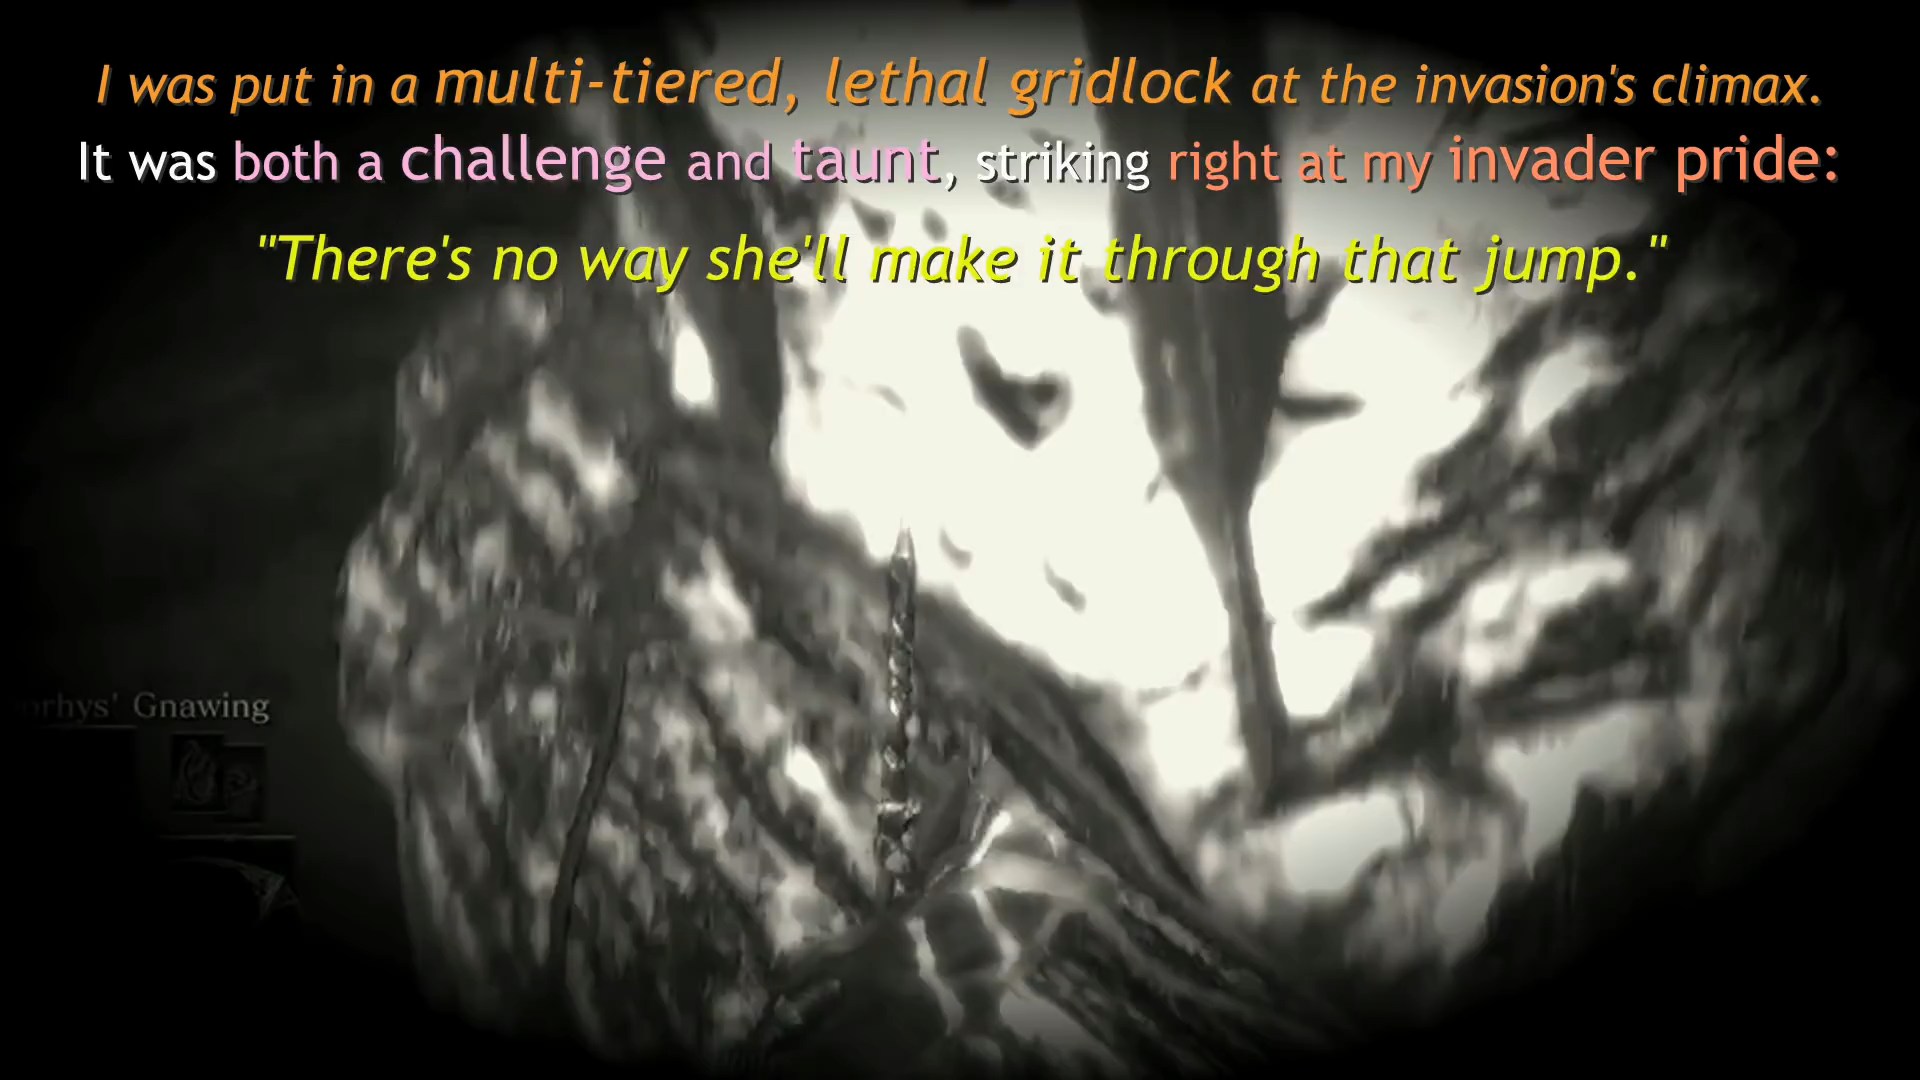 I was put in a multi-tiered, lethal gridlock at the invasion's climax.
It was both a challenge and taunt, striking right at my invader pride:
"There's no way she'll make it through that jump."
Gnawing